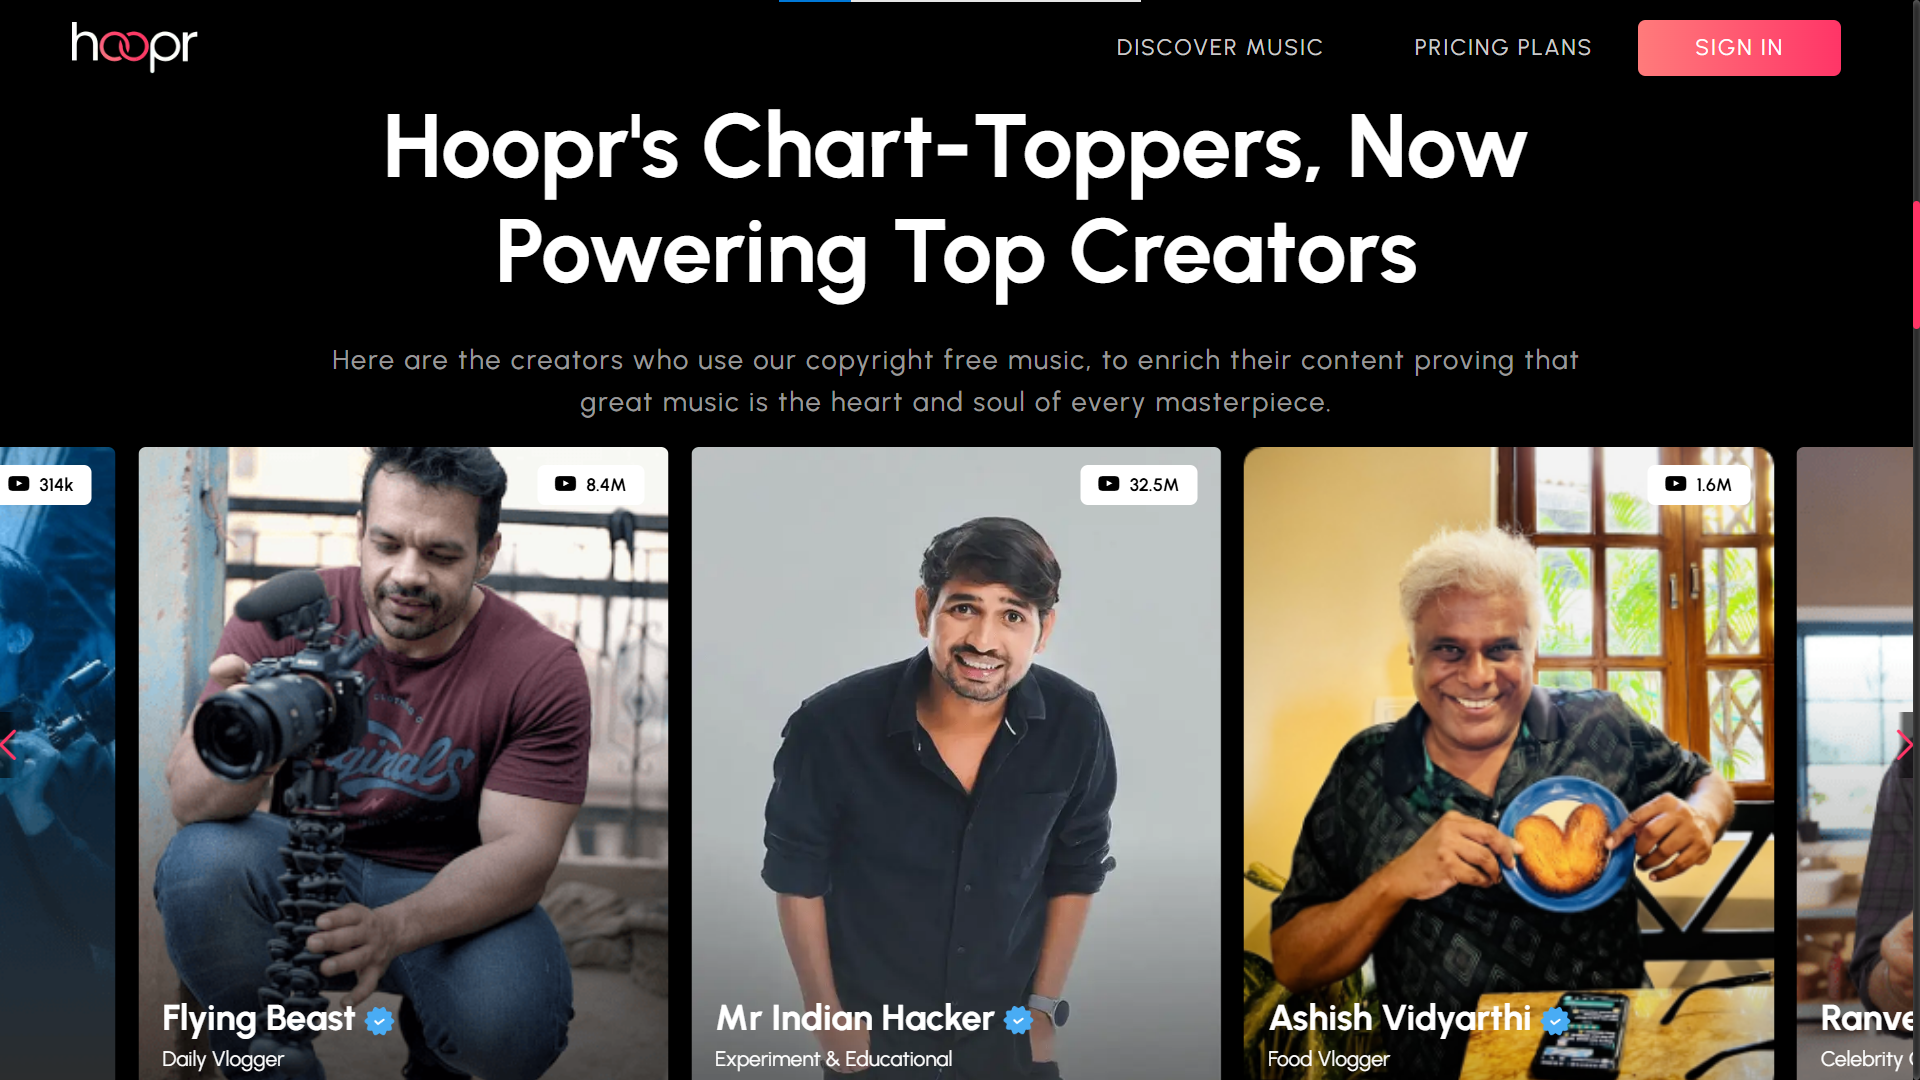 hoopr
DISCOVER MUSIC
PRICING PLANS
SIGN IN
Hoopr's Chart-Toppers, Now
Powering Top Creators
Here are the creators who use our copyright free music, to enrich their content proving that
great music is the heart and soul of every masterpiece.
314k
8.4M
32.5M
1.6M
SONY
Originals
Flying Beast
Daily Vlogger
Mr Indian Hacker
Experiment & Educational
Ashish Vidyarthi
Food Vlogger
Ranve
Celebrity